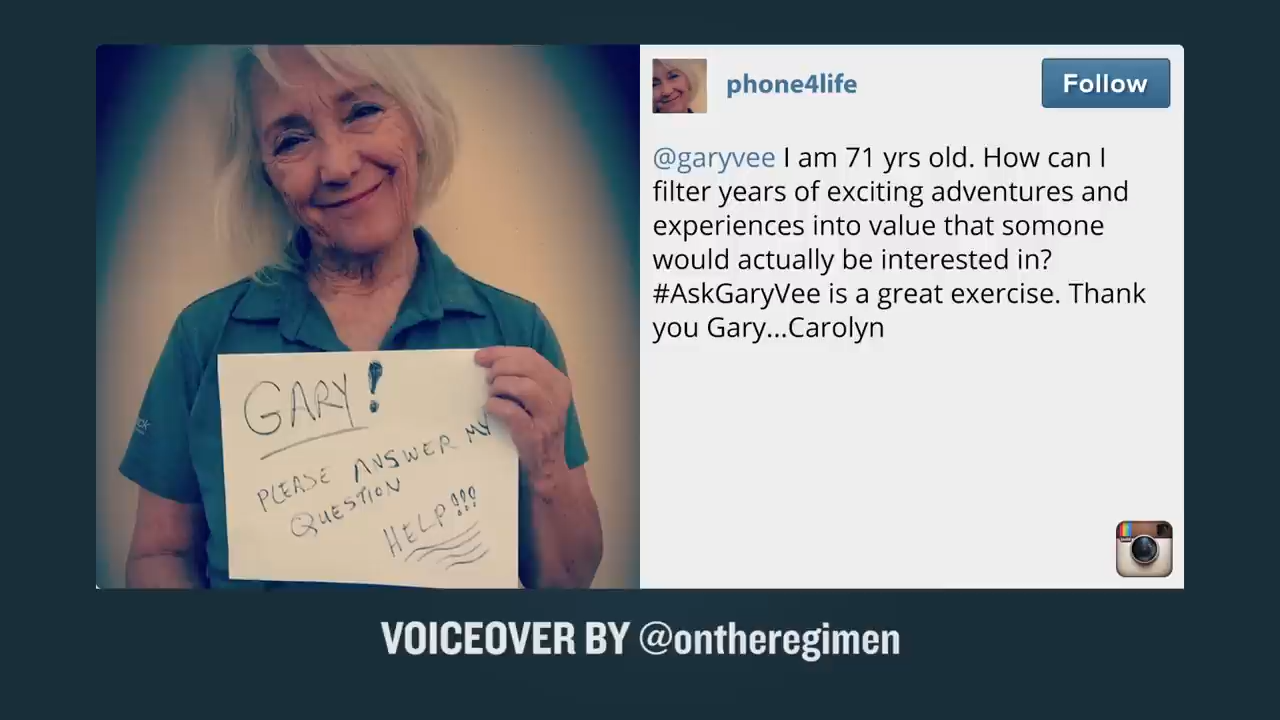 GARY!
PLEASE ANSWER MY
QUESTION
HELP!!!
phone4life
Follow
@garyvee I am 71 yrs old. How can I
filter years of exciting adventures and
experiences into value that somone
would actually be interested in?
#AskGaryVee is a great exercise. Thank
you Gary...Carolyn
VOICEOVER BY @ontheregimen